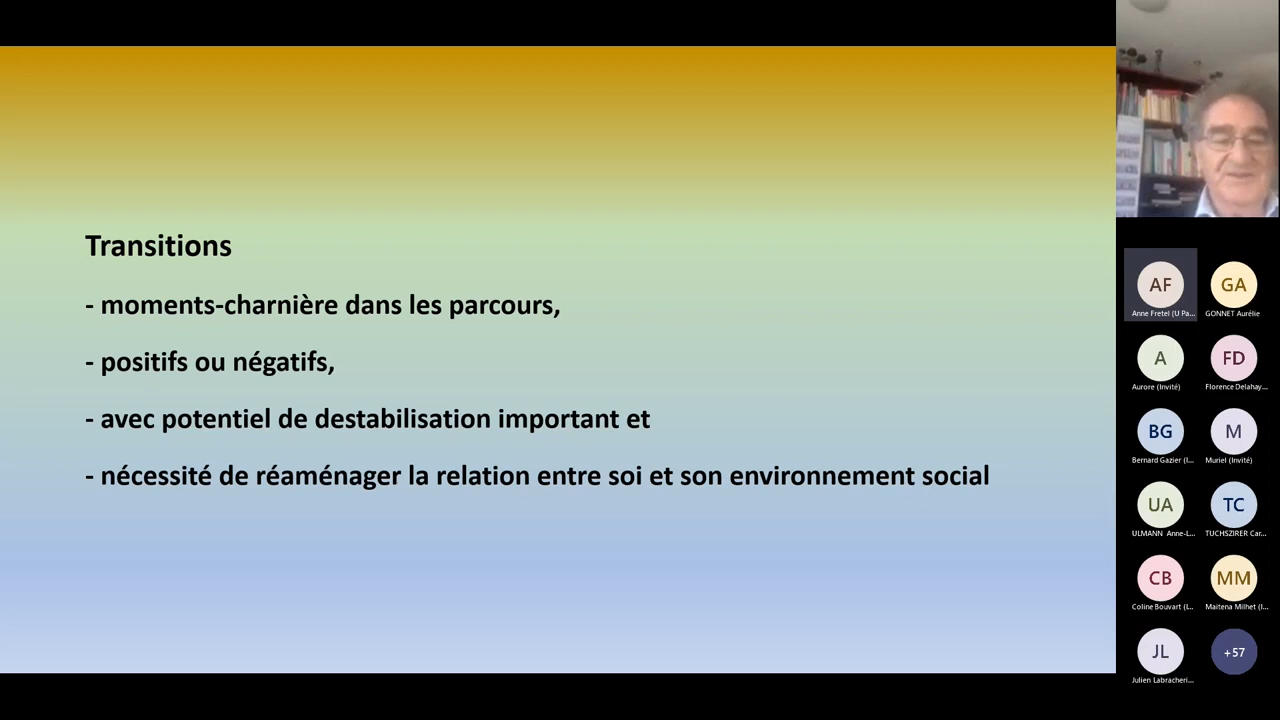 Transitions
- moments-charnière dans les parcours,
- positifs ou négatifs,
- avec potentiel de destabilisation important et
- nécessité de réaménager la relation entre soi et son environnement social
AF
GA
Anne Fretel (U Pa...
GONNET Aurélie
A
FD
Aurore (Invité)
Florence Delahay...
BG
M
Bernard Gazier (I...
Muriel (Invité)
UA
TC
ULMANN Anne-L...
TUCHSZIRER Car...
CB
MM
Coline Bouvart (I...
Maitena Milhet (I...
JL
+57
Julien Labracheri...